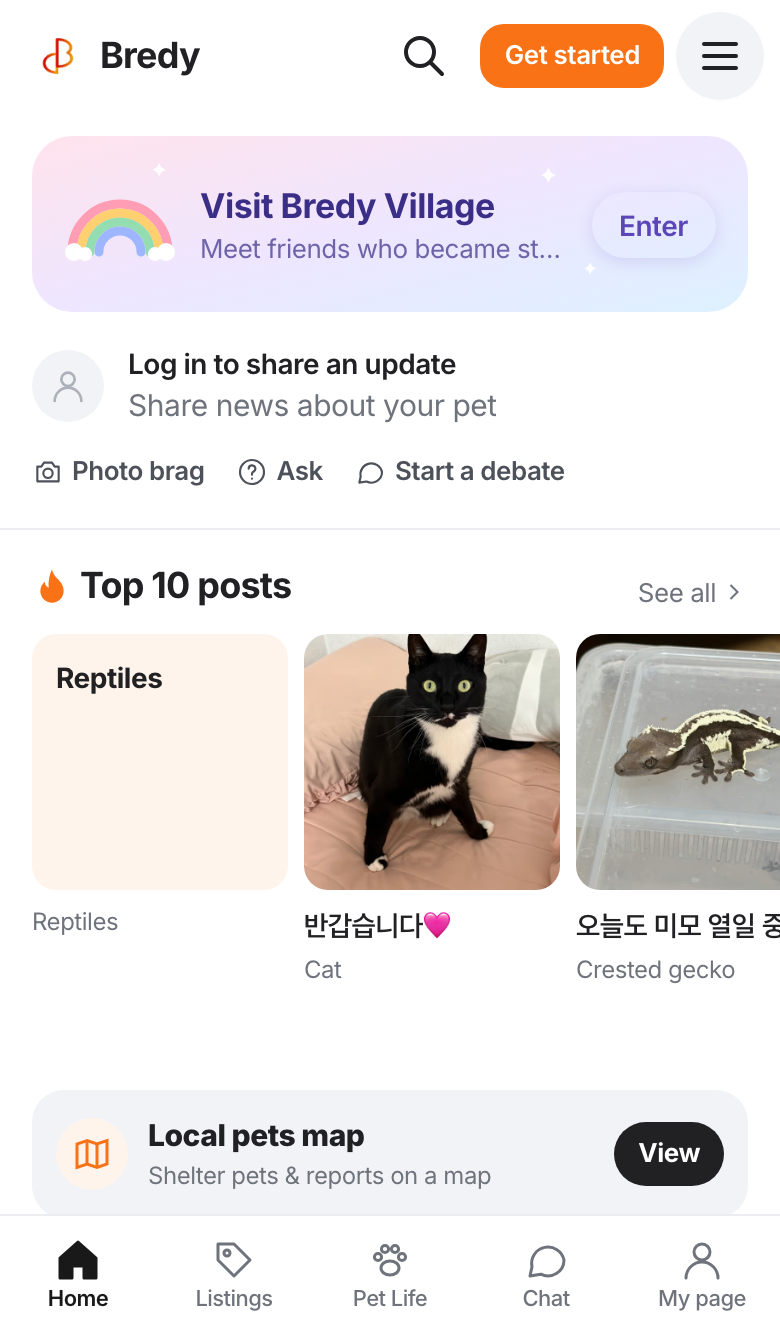 Bredy
Get started
Visit Bredy Village
Meet friends who became st...
Enter
Log in to share an update
Share news about your pet
Photo brag
Ask
Start a debate
Top 10 posts
See all
Reptiles
Reptiles
반갑습니다🩷
Cat
오늘도 미모 열일 중
Crested gecko
Local pets map
Shelter pets & reports on a map
View
Home
Listings
Pet Life
Chat
My page